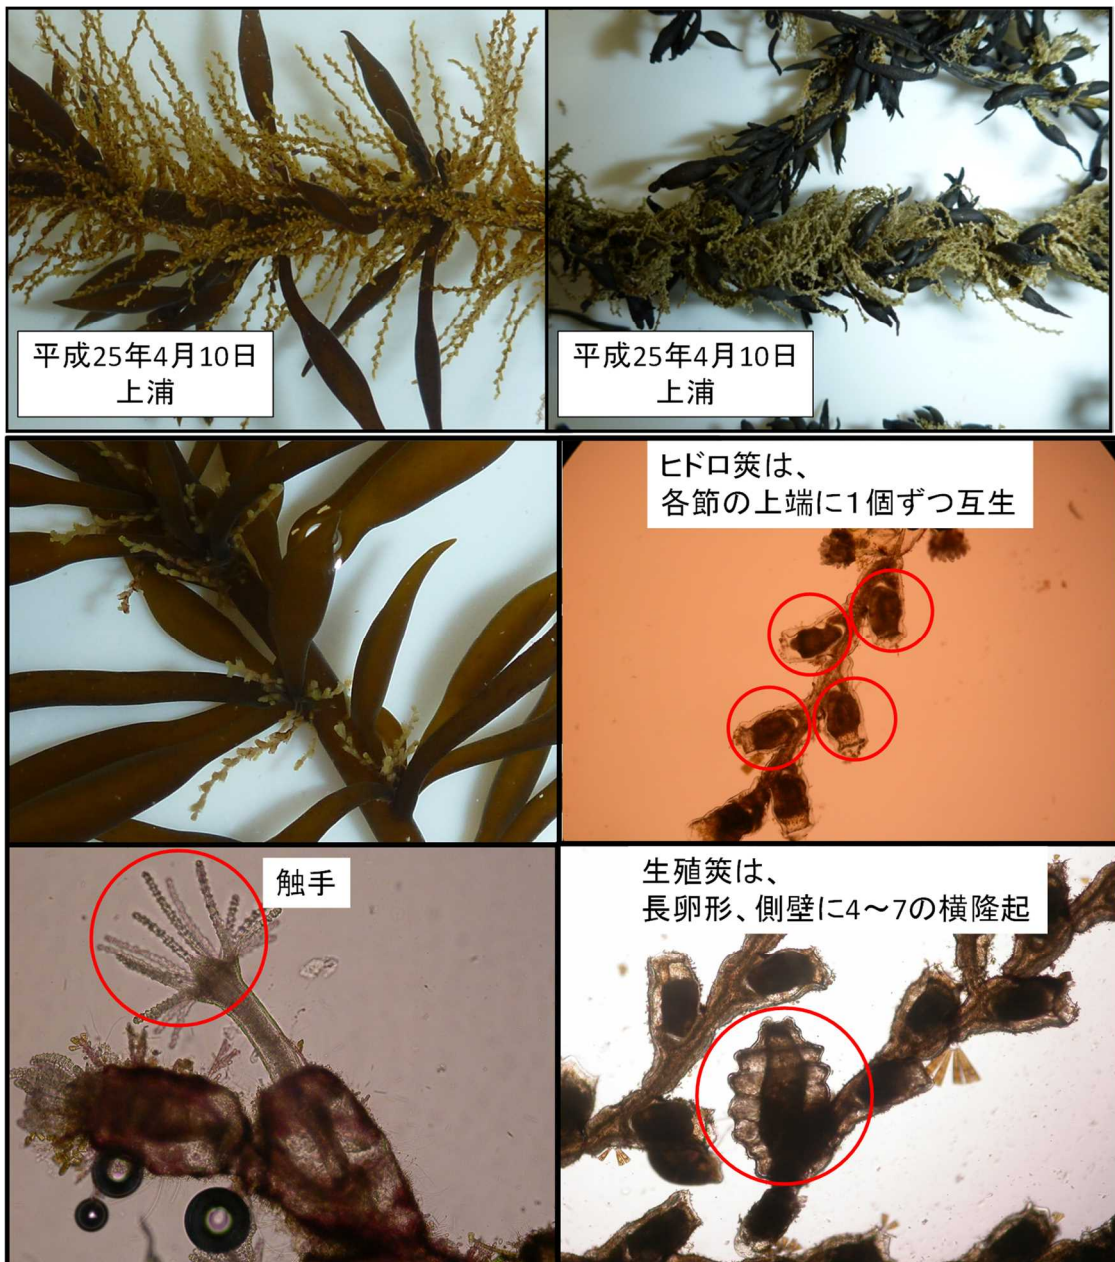 平成25年4月10日
上浦
平成25年4月10日
上浦
ヒドロ莢は、
各節の上端に1個ずつ互生
触手
生殖莢は、
長卵形、側壁に4～7の横隆起